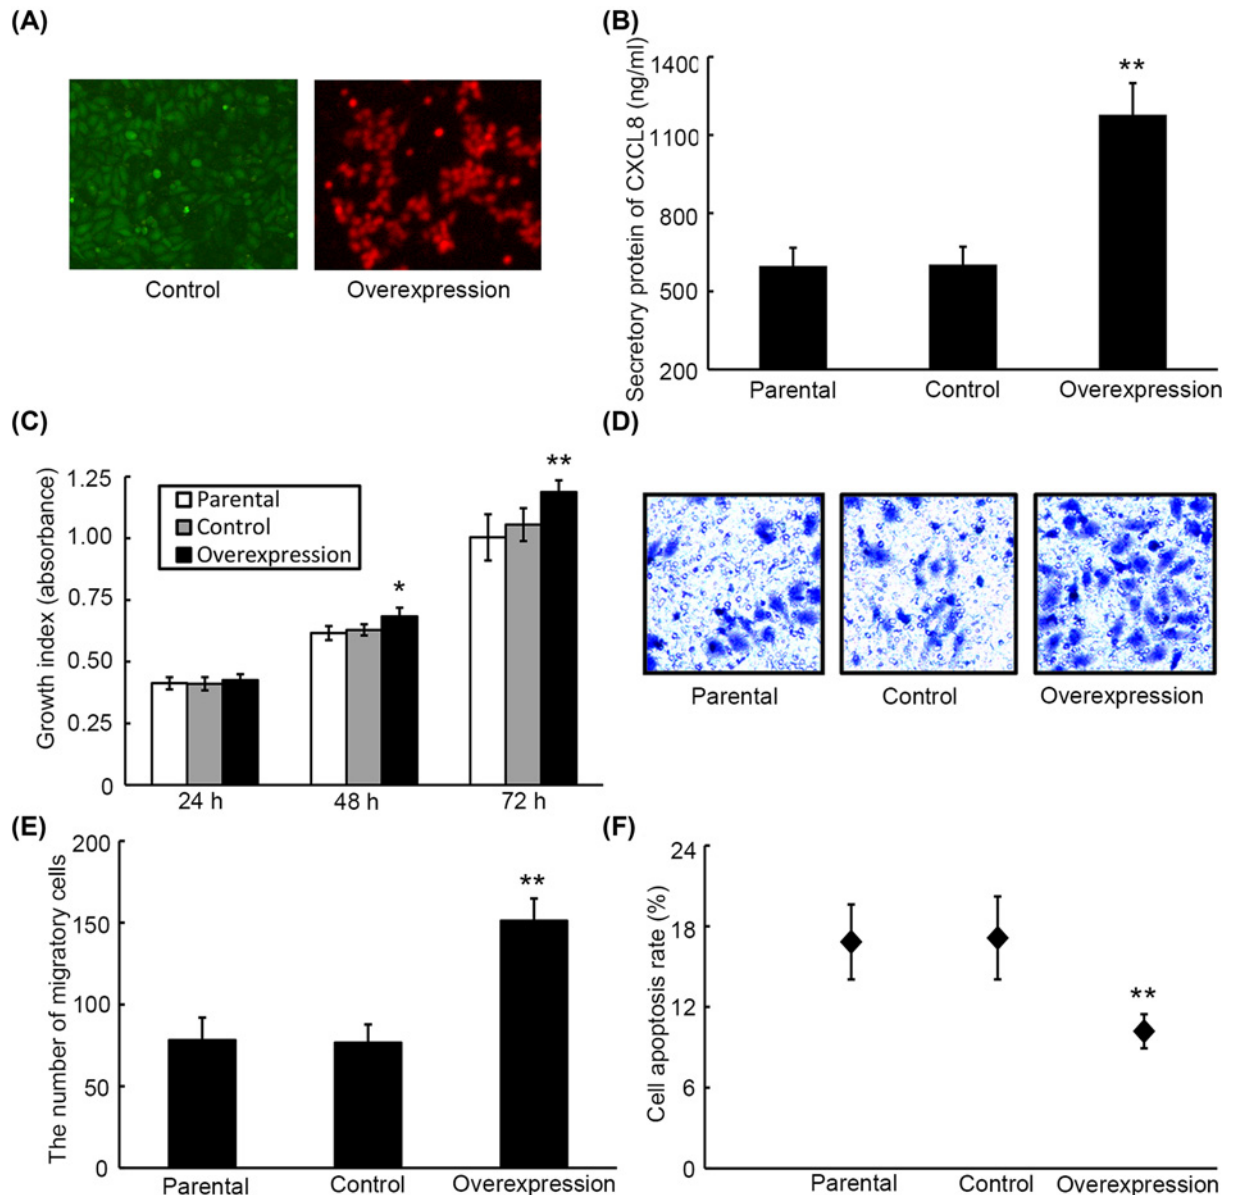 (A)
Control
Overexpression
(B)
Secretory protein of CXCL8 (ng/ml)
1400
1100
800
500
200
**
Parental
Control
Overexpression
(C)
Growth index (absorbance)
1.25
1.00
0.75
0.50
0.25
0
Parental
Control
Overexpression
*
**
24 h
48 h
72 h
(D)
Parental
Control
Overexpression
(E)
The number of migratory cells
200
150
100
50
0
**
Parental
Control
Overexpression
(F)
Cell apoptosis rate (%)
24
18
12
6
0
**
Parental
Control
Overexpression